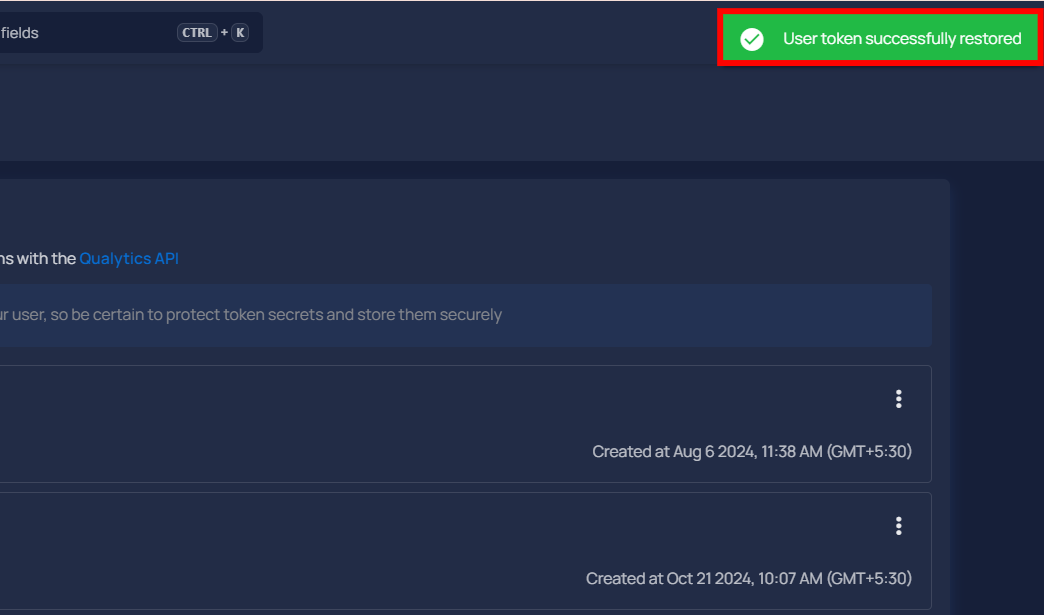 fields CTRL + K
User token successfully restored
ns with the Qualytics API
ur user, so be certain to protect token secrets and store them securely
Created at Aug 6 2024, 11:38 AM (GMT+5:30)
Created at Oct 21 2024, 10:07 AM (GMT+5:30)